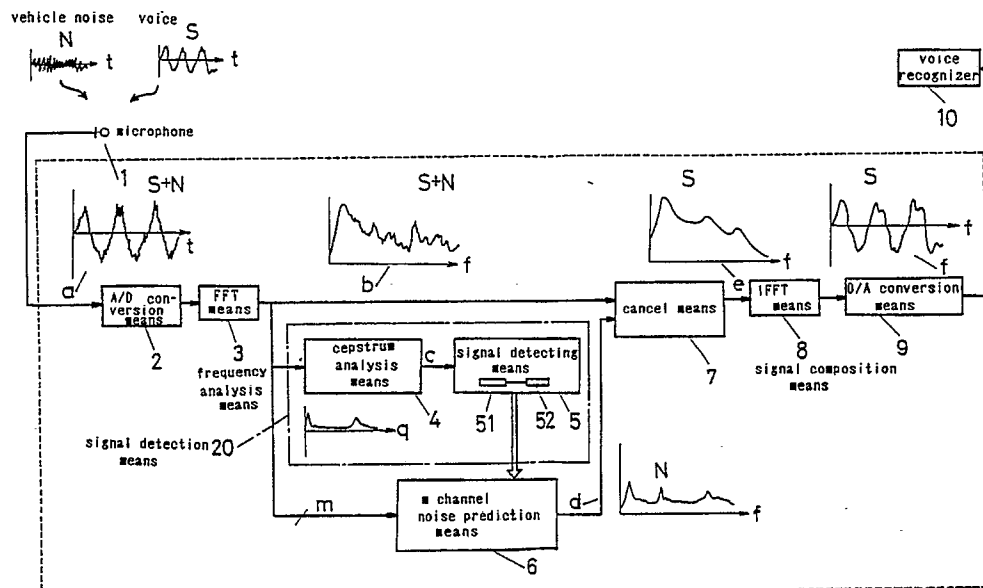 vehicle noise
N
t
voice
S
t
microphone
1
voice
recognizer
10
S+N
t
a
S+N
f
b
S
f
e
S
t
f
A/D con-
version
means
2
FFT
means
3
frequency
analysis
means
cancel means
7
IFFT
means
8
signal composition
means
D/A conversion
means
9
cepstrum
analysis
means
4
c
signal detecting
means
51
52
5
q
signal detection
means
20
m
m channel
noise prediction
means
6
d
N
f